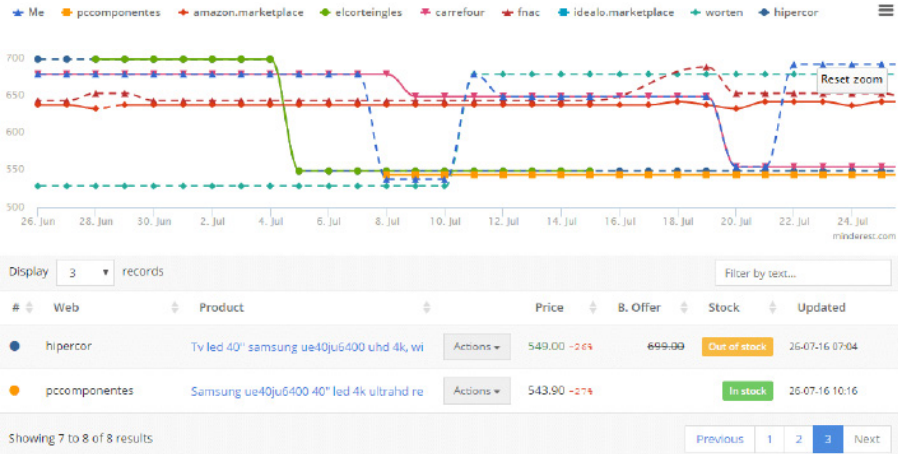 Me pccomponentes amazon.marketplace elcorteingles carrefour fnac idealo.marketplace worten hipercor
700
Reset zoom
650
600
550
500
26. Jun 28. Jun 30. Jun 2. Jul 4. Jul 6. Jul 8. Jul 10. Jul 12. Jul 14. Jul 16. Jul 18. Jul 20. Jul 22. Jul 24. Jul
minderest.com
Display 3 records Filter by text...
# Web Product Price B. Offer Stock Updated
hipercor Tv led 40" samsung ue40ju6400 uhd 4k, wi Actions 549.00 -26% 699.00 Out of stock 26-07-16 07:04
pccomponentes Samsung ue40ju6400 40" led 4k ultrahd re Actions 543.90 -27% In stock 26-07-16 10:16
Showing 7 to 8 of 8 results Previous 1 2 3 Next